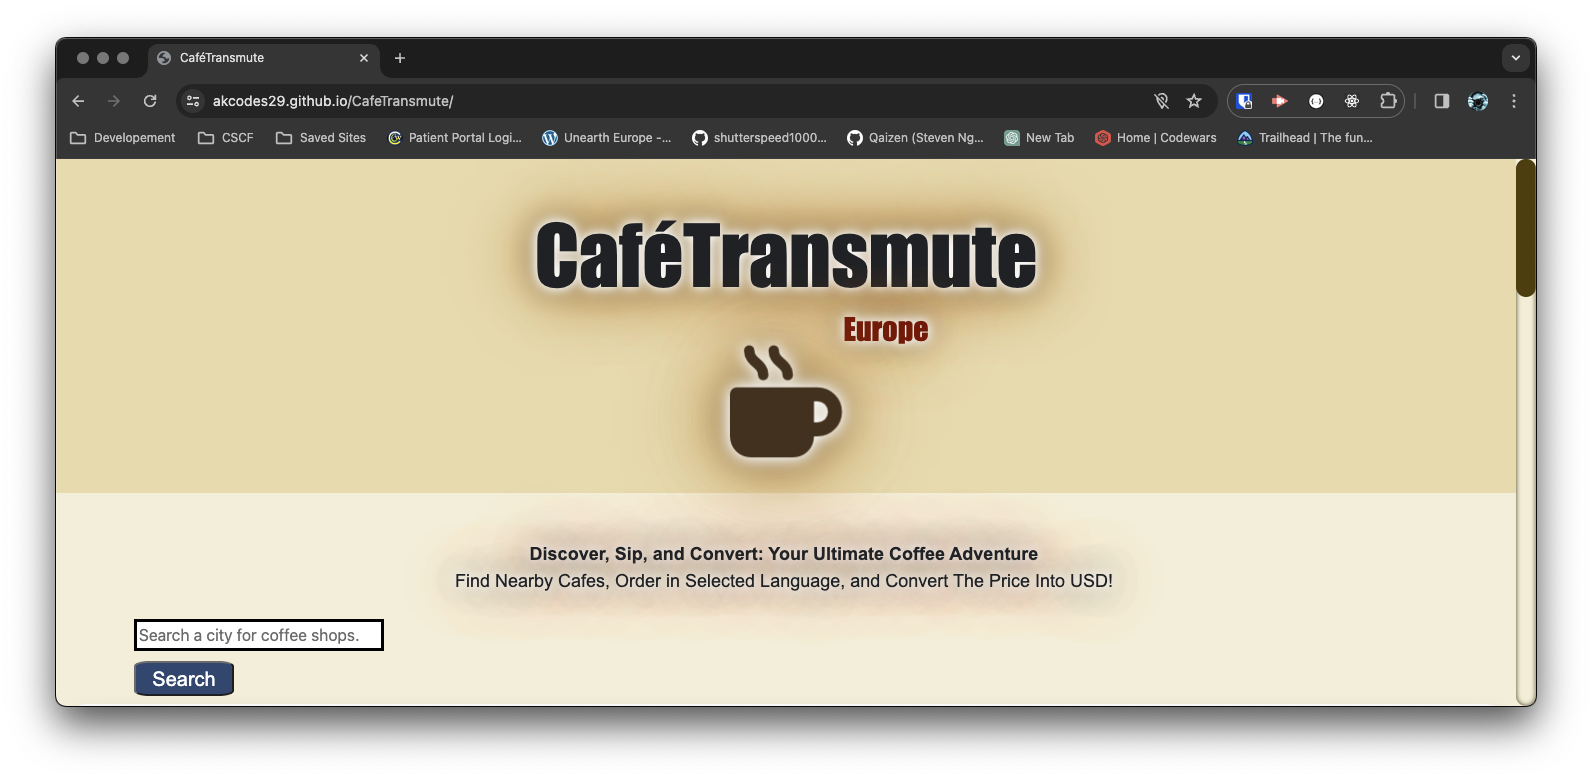 CaféTransmute
akcodes29.github.io/CafeTransmute/
Developement CSCF Saved Sites Patient Portal Logi... Unearth Europe -... shutterspeed1000... Qaizen (Steven Ng... New Tab Home | Codewars Trailhead | The fun...
CaféTransmute
Europe
Discover, Sip, and Convert: Your Ultimate Coffee Adventure
Find Nearby Cafes, Order in Selected Language, and Convert The Price Into USD!
Search a city for coffee shops.
Search